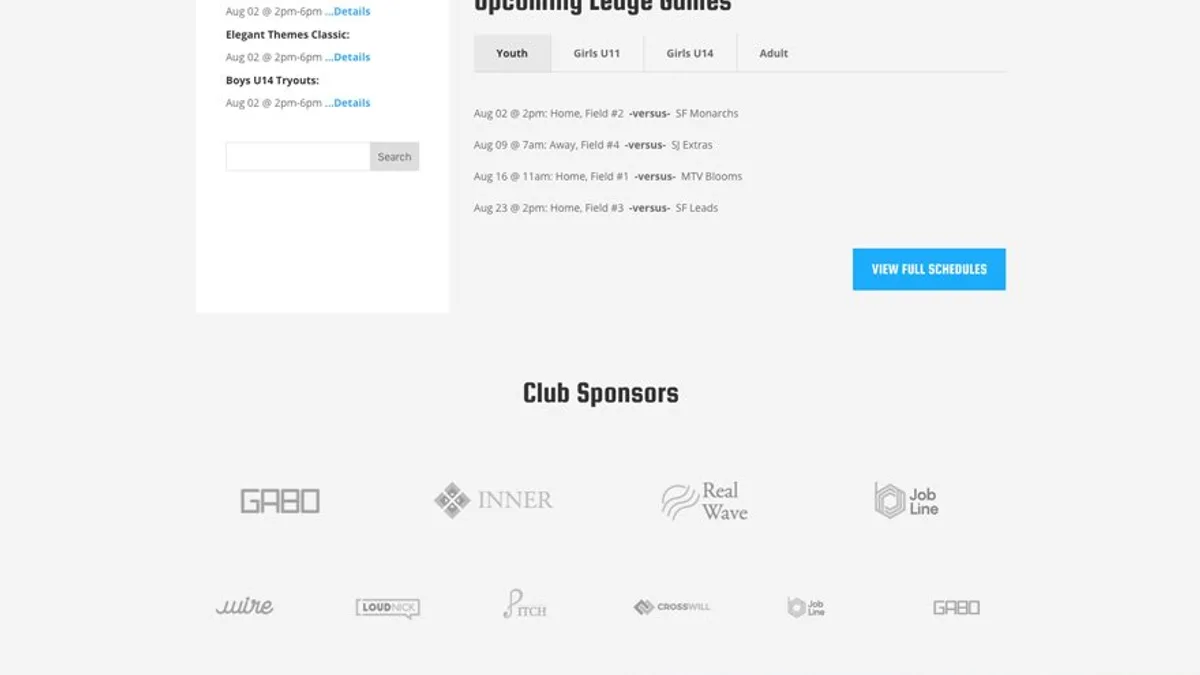 Aug 02 @ 2pm-6pm ...Details
Elegant Themes Classic:
Aug 02 @ 2pm-6pm ...Details
Boys U14 Tryouts:
Aug 02 @ 2pm-6pm ...Details
Search
Upcoming Leage Games
Youth Girls U11 Girls U14 Adult
Aug 02 @ 2pm: Home, Field #2 -versus- SF Monarchs
Aug 09 @ 7am: Away, Field #4 -versus- SJ Extras
Aug 16 @ 11am: Home, Field #1 -versus- MTV Blooms
Aug 23 @ 2pm: Home, Field #3 -versus- SF Leads
VIEW FULL SCHEDULES
Club Sponsors
GABO
INNER
Real
Wave
Job
Line
wire
LOUDNICK
PITCH
CROSSWILL
Job
Line
GABO